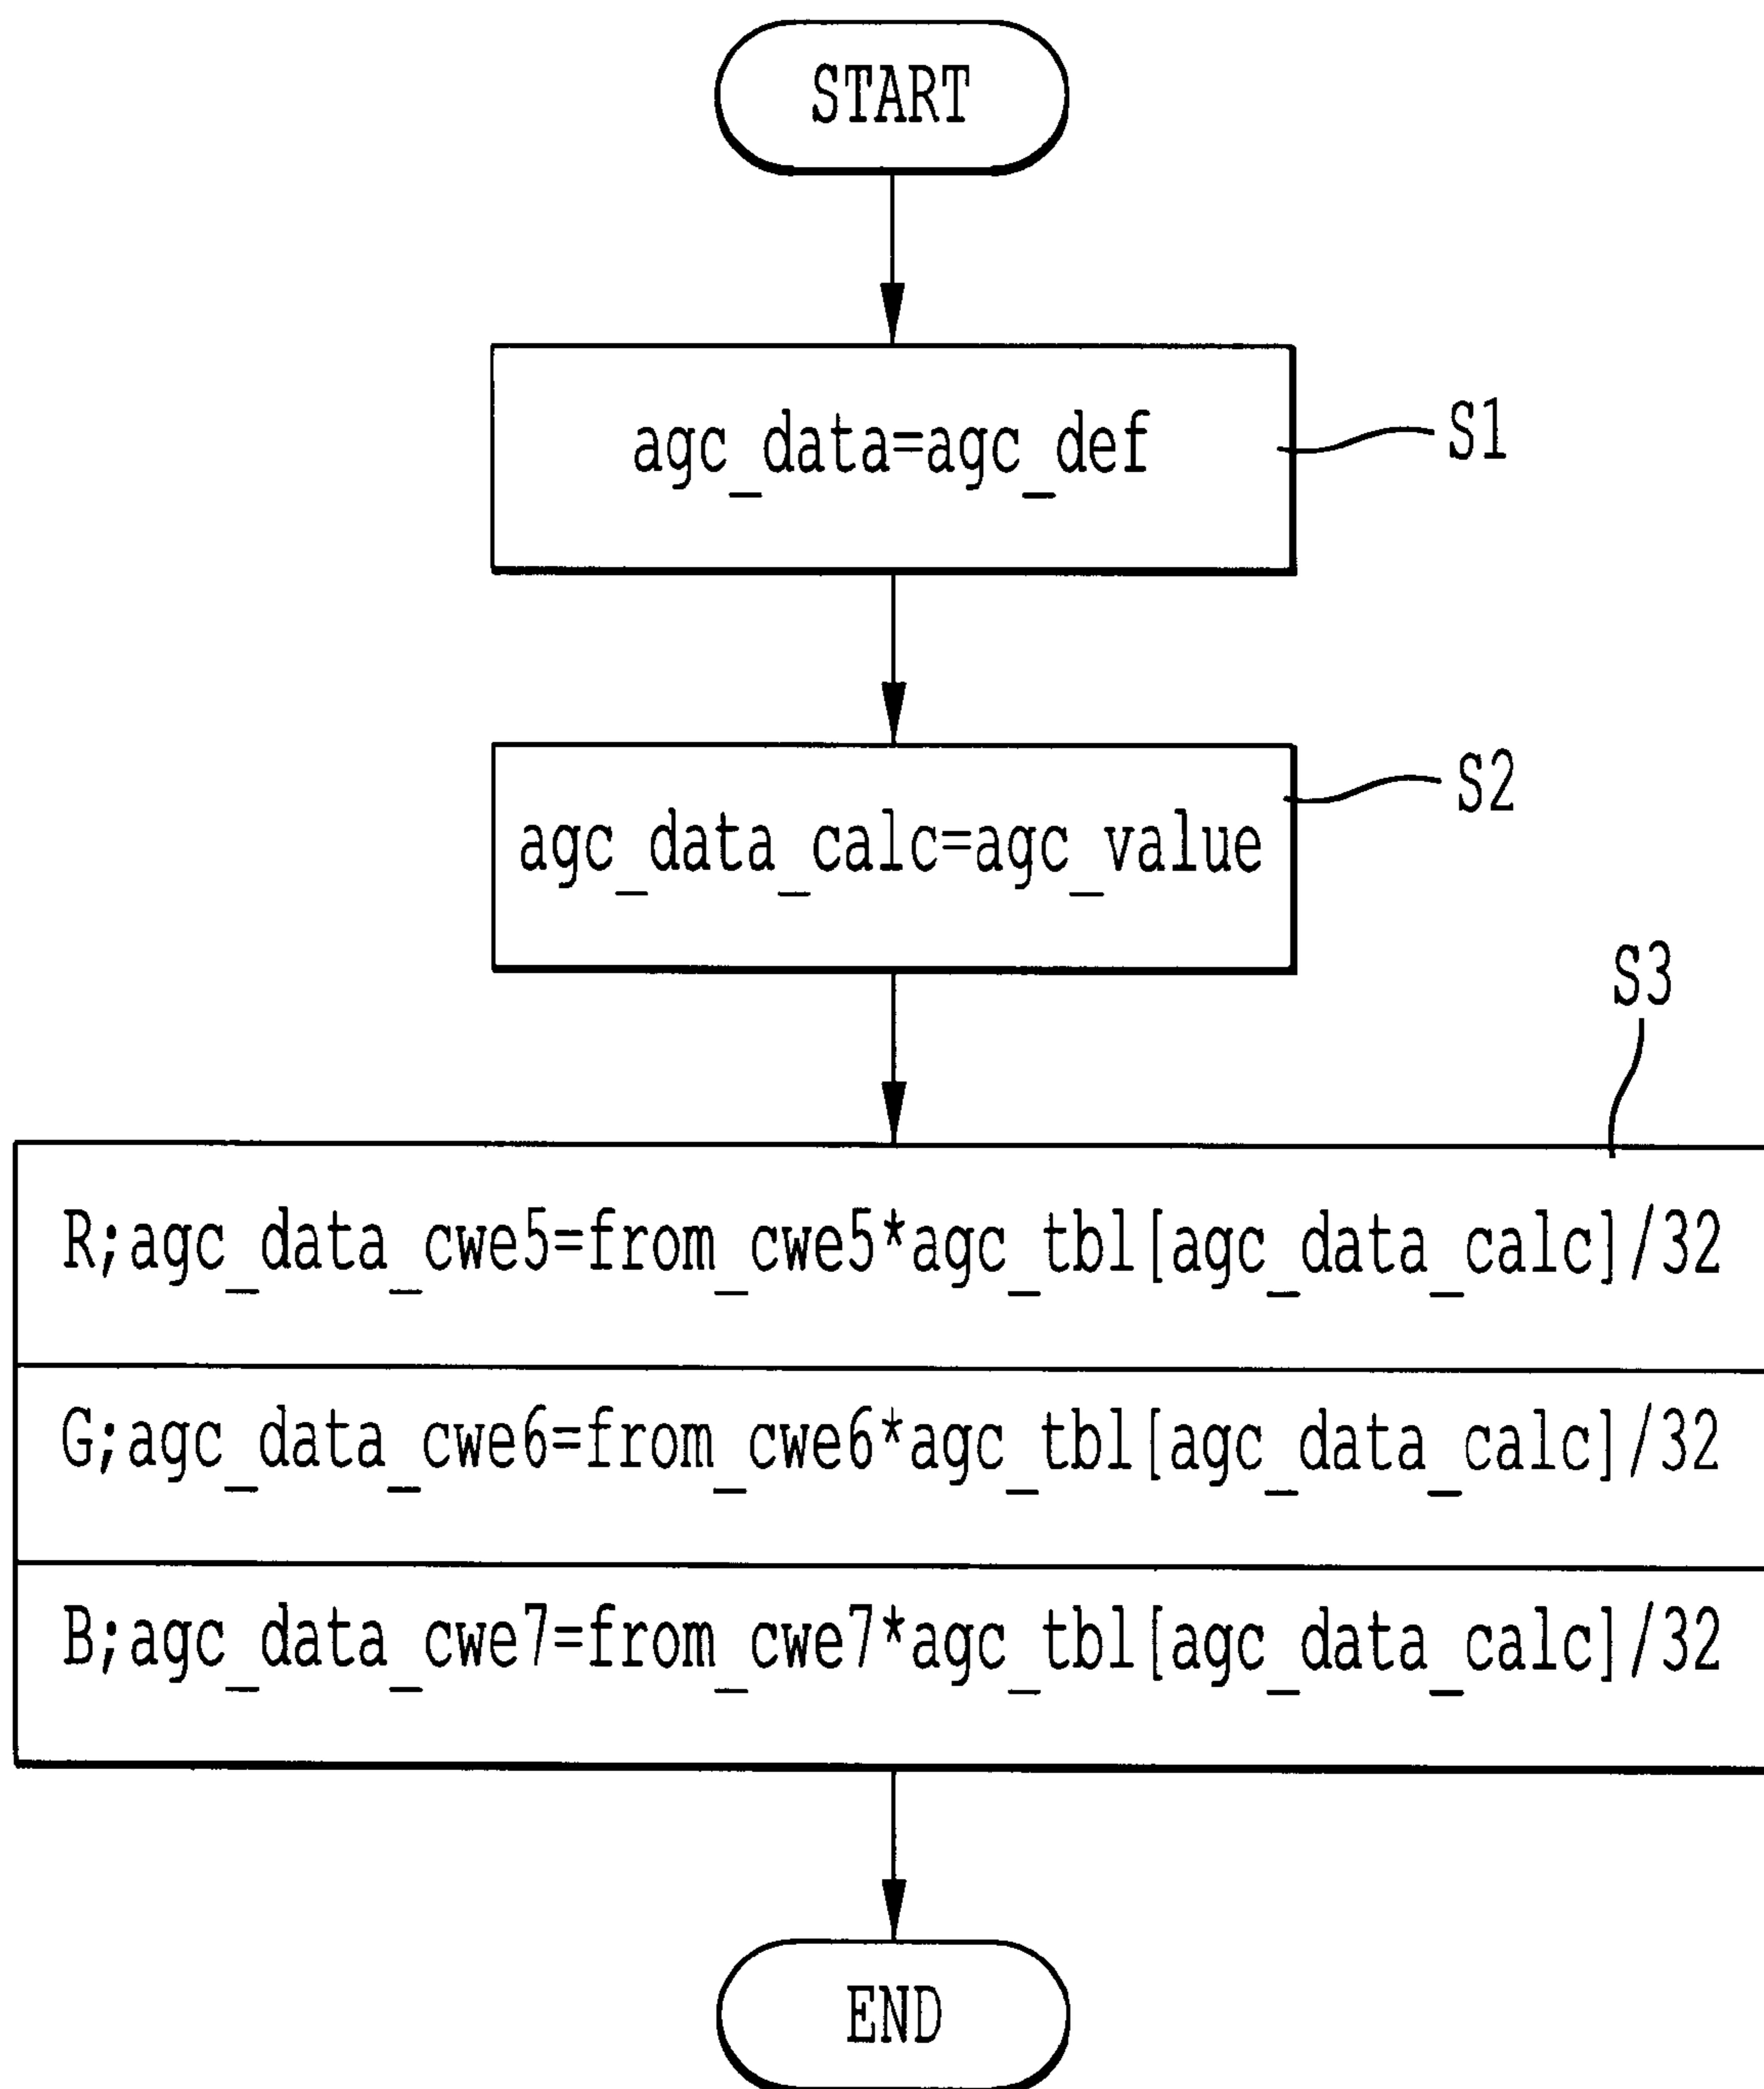 START
agc_data=agc_def
S1
agc_data_calc=agc_value
S2
S3
R;agc_data_cwe5=from_cwe5*agc_tbl[agc_data_calc]/32
G;agc_data_cwe6=from_cwe6*agc_tbl[agc_data_calc]/32
B;agc_data_cwe7=from_cwe7*agc_tbl[agc_data_calc]/32
END